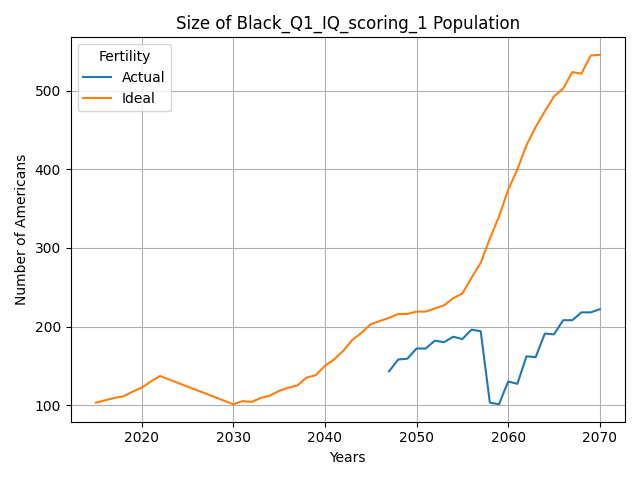 Size of Black_Q1_IQ_scoring_1 Population
Fertility
Actual
Ideal
Number of Americans
500
400
300
200
100
2020
2030
2040
2050
2060
2070
Years